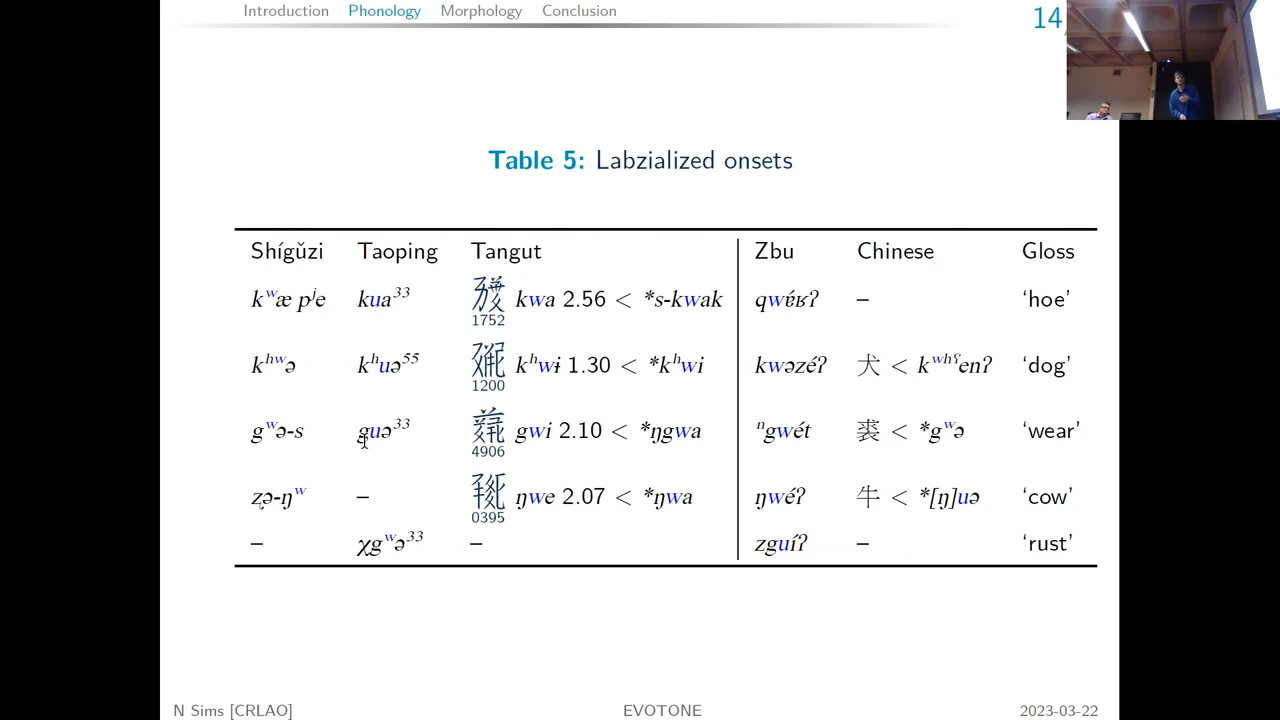 Introduction Phonology Morphology Conclusion
14
Table 5: Labzialized onsets
Shígǔzi Taoping Tangut Zbu Chinese Gloss
kʷæ pʲe kua³³ kwa 2.56 < *s-kwak qwɐ́ʁʔ – ‘hoe’
1752
kʰʷə kʰuə⁵⁵ kʰwɨ 1.30 < *kʰwi kwəzéʔ 犬 < kʷʰˤenʔ ‘dog’
1200
gʷə-s guə³³ gwi 2.10 < *ŋgwa ⁿgwét 裘 < *gʷə ‘wear’
4906
zə̨-ŋʷ – ŋwe 2.07 < *ŋwa ŋwéʔ 牛 < *[ŋ]uə ‘cow’
0395
– χgʷə³³ – zguíʔ – ‘rust’
N Sims [CRLAO] EVOTONE 2023-03-22